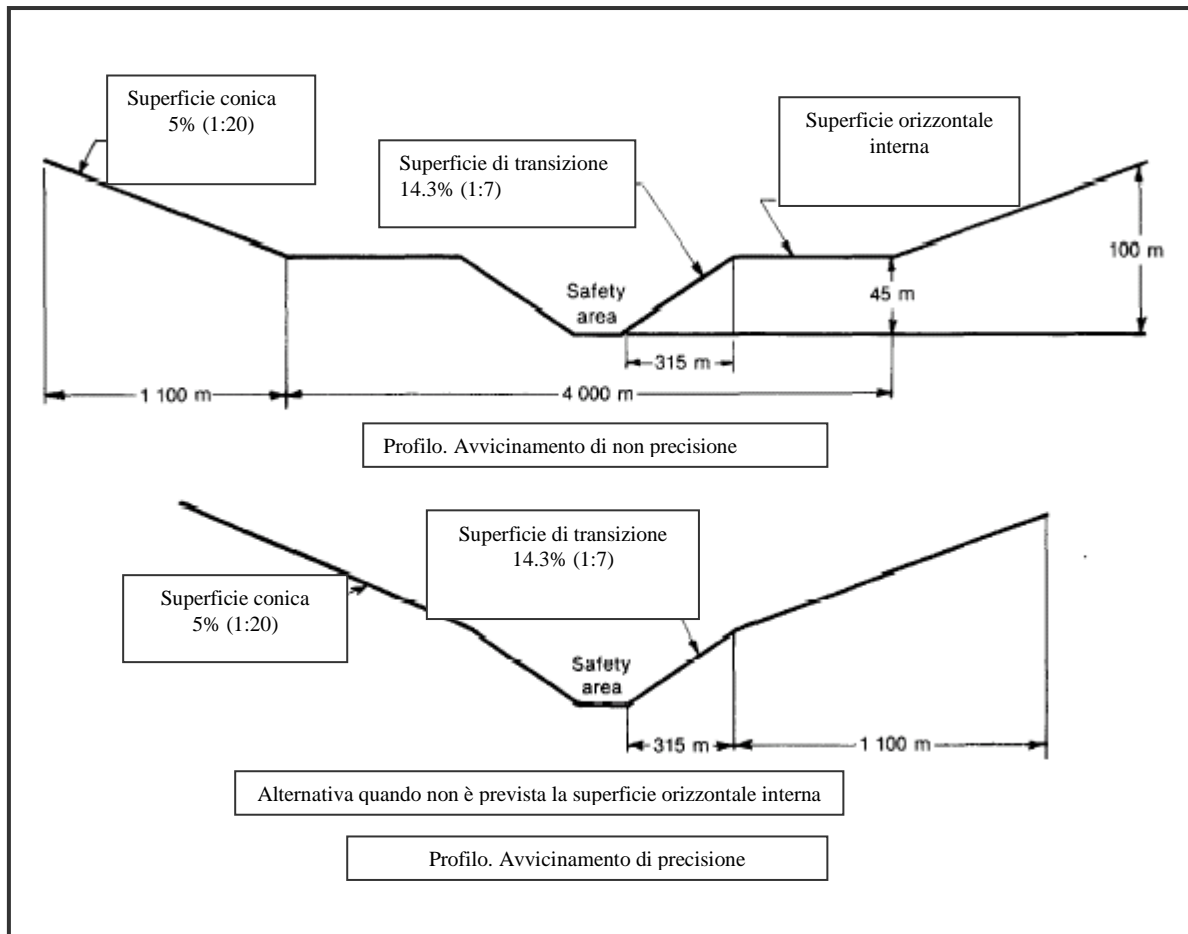 Superficie conica
5% (1:20)
Superficie di transizione
14.3% (1:7)
Superficie orizzontale
interna
100 m
45 m
Safety
area
315 m
1 100 m
4 000 m
Profilo. Avvicinamento di non precisione
Superficie di transizione
14.3% (1:7)
Superficie conica
5% (1:20)
Safety
area
315 m
1 100 m
Alternativa quando non è prevista la superficie orizzontale interna
Profilo. Avvicinamento di precisione